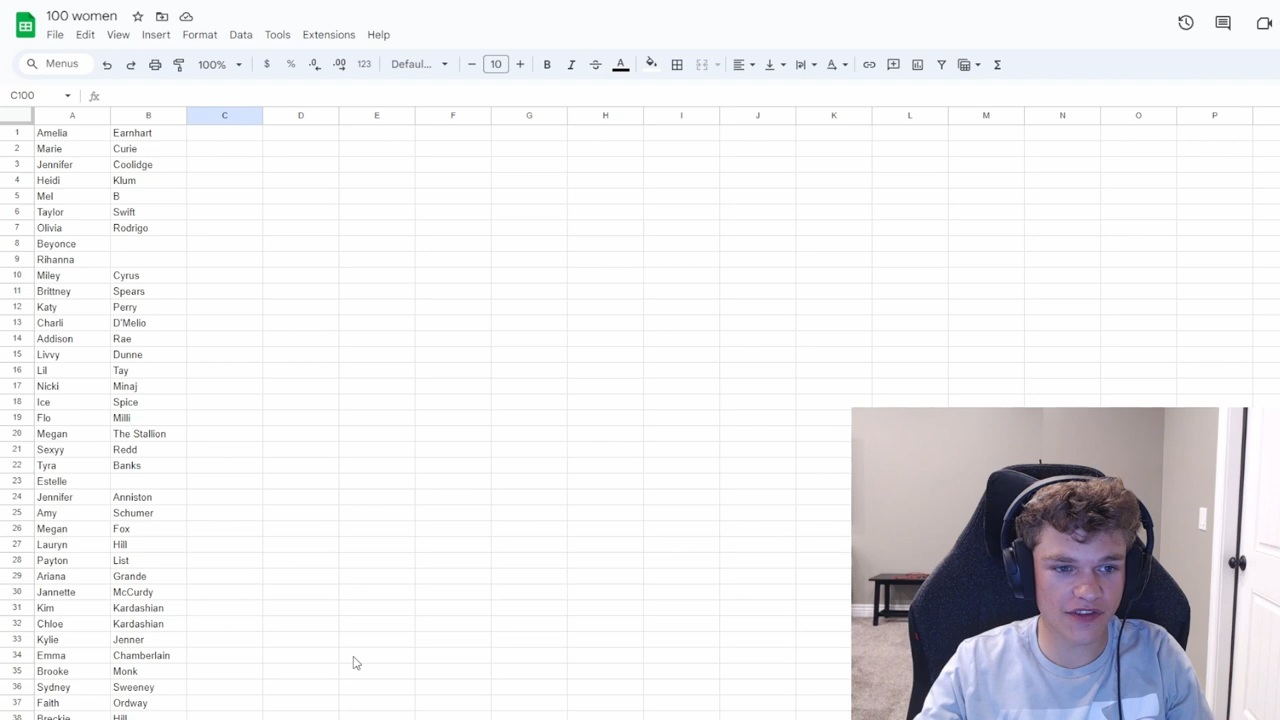 100 women
File Edit View Insert Format Data Tools Extensions Help
Menus 100% $ % .0 .00 123 Defaul... 10 B I S A Σ
C100 fx
A B C D E F G H I J K L M N O P
1 Amelia Earnhart
2 Marie Curie
3 Jennifer Coolidge
4 Heidi Klum
5 Mel B
6 Taylor Swift
7 Olivia Rodrigo
8 Beyonce
9 Rihanna
10 Miley Cyrus
11 Brittney Spears
12 Katy Perry
13 Charli D'Melio
14 Addison Rae
15 Livvy Dunne
16 Lil Tay
17 Nicki Minaj
18 Ice Spice
19 Flo Milli
20 Megan The Stallion
21 Sexyy Redd
22 Tyra Banks
23 Estelle
24 Jennifer Anniston
25 Amy Schumer
26 Megan Fox
27 Lauryn Hill
28 Payton List
29 Ariana Grande
30 Jannette McCurdy
31 Kim Kardashian
32 Chloe Kardashian
33 Kylie Jenner
34 Emma Chamberlain
35 Brooke Monk
36 Sydney Sweeney
37 Faith Ordway
38 Breckie Hill